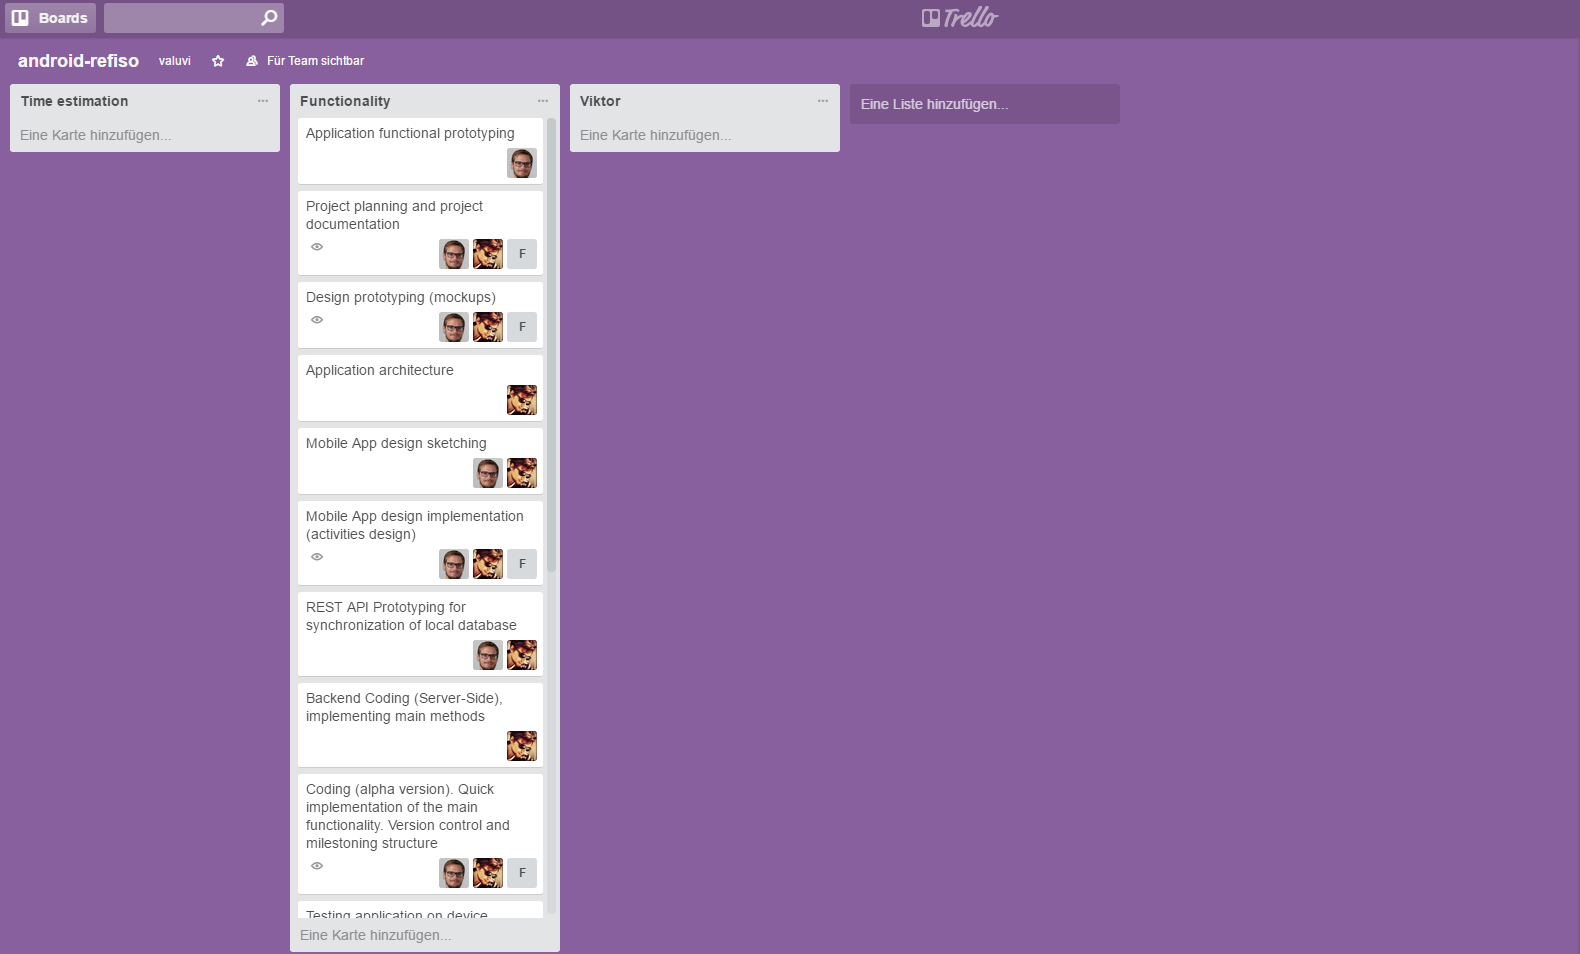 Boards
Trello
android-refiso
valuvi
Für Team sichtbar
Time estimation
Eine Karte hinzufügen...
Functionality
Application functional prototyping
Project planning and project
documentation
F
Design prototyping (mockups)
F
Application architecture
Mobile App design sketching
Mobile App design implementation
(activities design)
F
REST API Prototyping for
synchronization of local database
Backend Coding (Server-Side),
implementing main methods
Coding (alpha version). Quick
implementation of the main
functionality. Version control and
milestoning structure
F
Testing application on device
Eine Karte hinzufügen...
Viktor
Eine Karte hinzufügen...
Eine Liste hinzufügen...